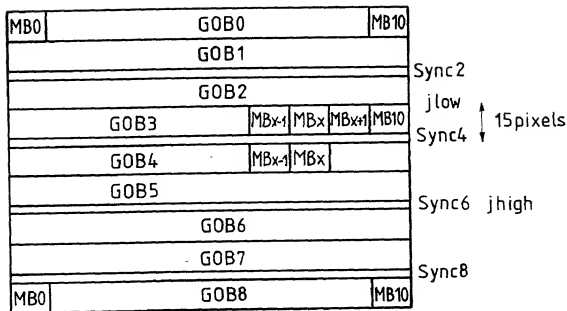 MB0 GOB0 MB10
GOB1
Sync2
GOB2
jlow
GOB3 MBx-1 MBx MBx+1 MB10
15pixels
Sync4
GOB4 MBx-1 MBx
GOB5
Sync6 jhigh
GOB6
GOB7
Sync8
MB0 GOB8 MB10